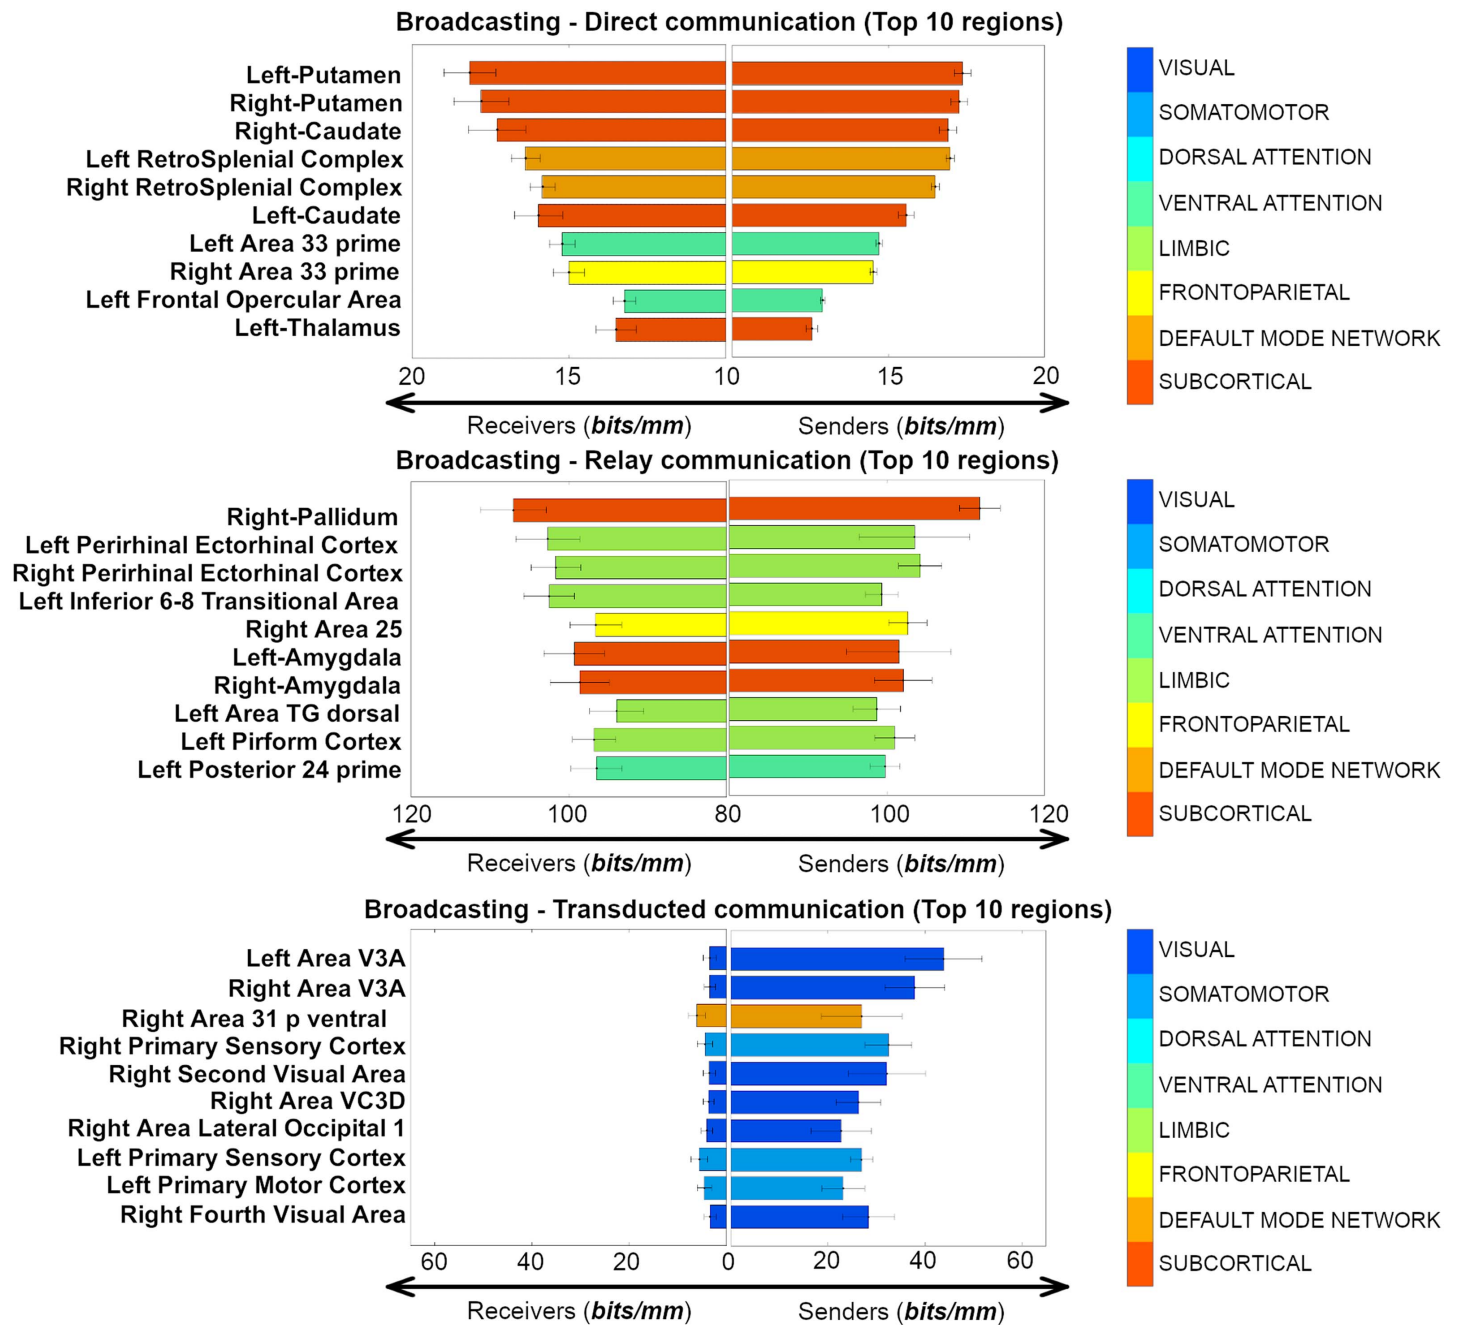 Broadcasting - Direct communication (Top 10 regions)
Left-Putamen
Right-Putamen
Right-Caudate
Left RetroSplenial Complex
Right RetroSplenial Complex
Left-Caudate
Left Area 33 prime
Right Area 33 prime
Left Frontal Opercular Area
Left-Thalamus
20 15 10 15 20
Receivers (bits/mm) Senders (bits/mm)
VISUAL
SOMATOMOTOR
DORSAL ATTENTION
VENTRAL ATTENTION
LIMBIC
FRONTOPARIETAL
DEFAULT MODE NETWORK
SUBCORTICAL
Broadcasting - Relay communication (Top 10 regions)
Right-Pallidum
Left Perirhinal Ectorhinal Cortex
Right Perirhinal Ectorhinal Cortex
Left Inferior 6-8 Transitional Area
Right Area 25
Left-Amygdala
Right-Amygdala
Left Area TG dorsal
Left Pirform Cortex
Left Posterior 24 prime
120 100 80 100 120
Receivers (bits/mm) Senders (bits/mm)
VISUAL
SOMATOMOTOR
DORSAL ATTENTION
VENTRAL ATTENTION
LIMBIC
FRONTOPARIETAL
DEFAULT MODE NETWORK
SUBCORTICAL
Broadcasting - Transducted communication (Top 10 regions)
Left Area V3A
Right Area V3A
Right Area 31 p ventral
Right Primary Sensory Cortex
Right Second Visual Area
Right Area VC3D
Right Area Lateral Occipital 1
Left Primary Sensory Cortex
Left Primary Motor Cortex
Right Fourth Visual Area
60 40 20 0 20 40 60
Receivers (bits/mm) Senders (bits/mm)
VISUAL
SOMATOMOTOR
DORSAL ATTENTION
VENTRAL ATTENTION
LIMBIC
FRONTOPARIETAL
DEFAULT MODE NETWORK
SUBCORTICAL